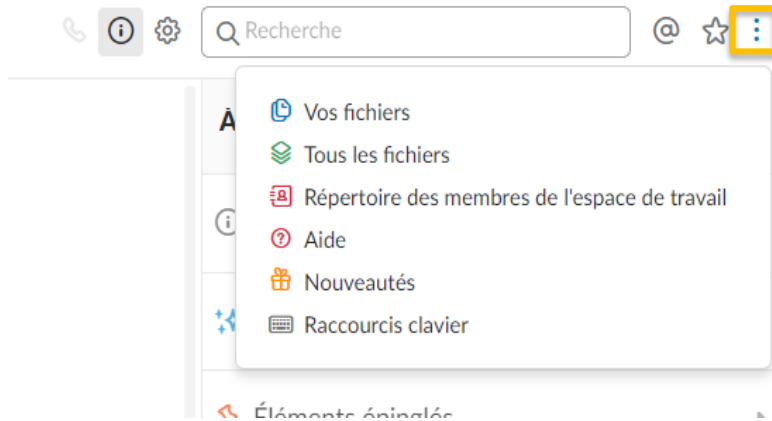 Recherche
Vos fichiers
Tous les fichiers
Répertoire des membres de l'espace de travail
Aide
Nouveautés
Raccourcis clavier
Éléments épinglés